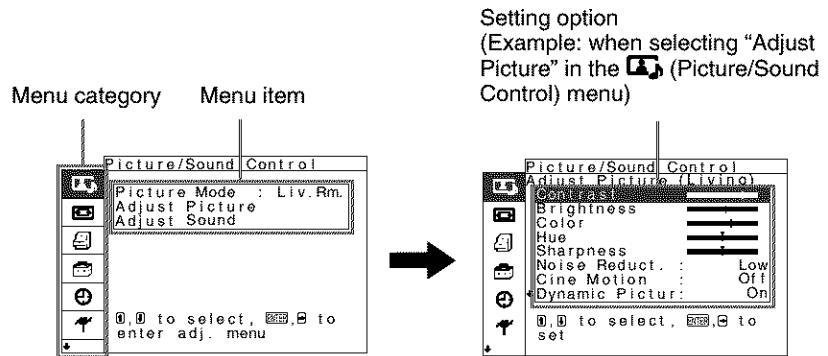 Setting option
(Example: when selecting “Adjust
Picture” in the (Picture/Sound
Control) menu)
Menu category Menu item
Picture/Sound Control
Picture Mode : Liv.Rm.
Adjust Picture
Adjust Sound
, to select, ENTER, to
enter adj. menu
Picture/Sound Control
Adjust Picture (Living)
Contrast
Brightness
Color
Hue
Sharpness
Noise Reduct. : Low
Cine Motion : Off
Dynamic Pictur: On
, to select, ENTER, to
set